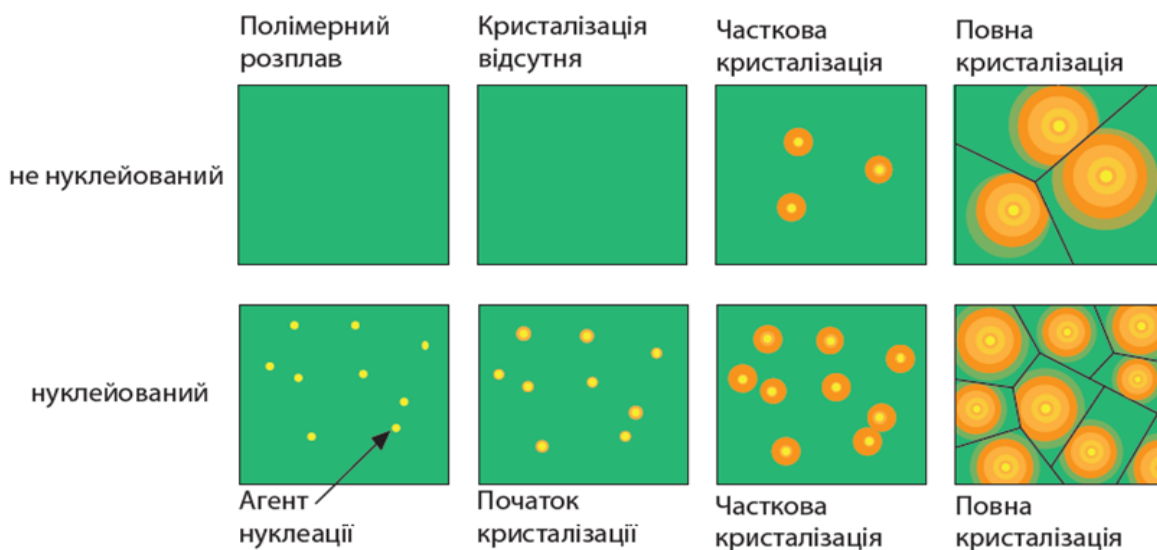 Полімерний
розплав
Кристалізація
відсутня
Часткова
кристалізація
Повна
кристалізація
не нуклейований
нуклейований
Агент
нуклеації
Початок
кристалізації
Часткова
кристалізація
Повна
кристалізація